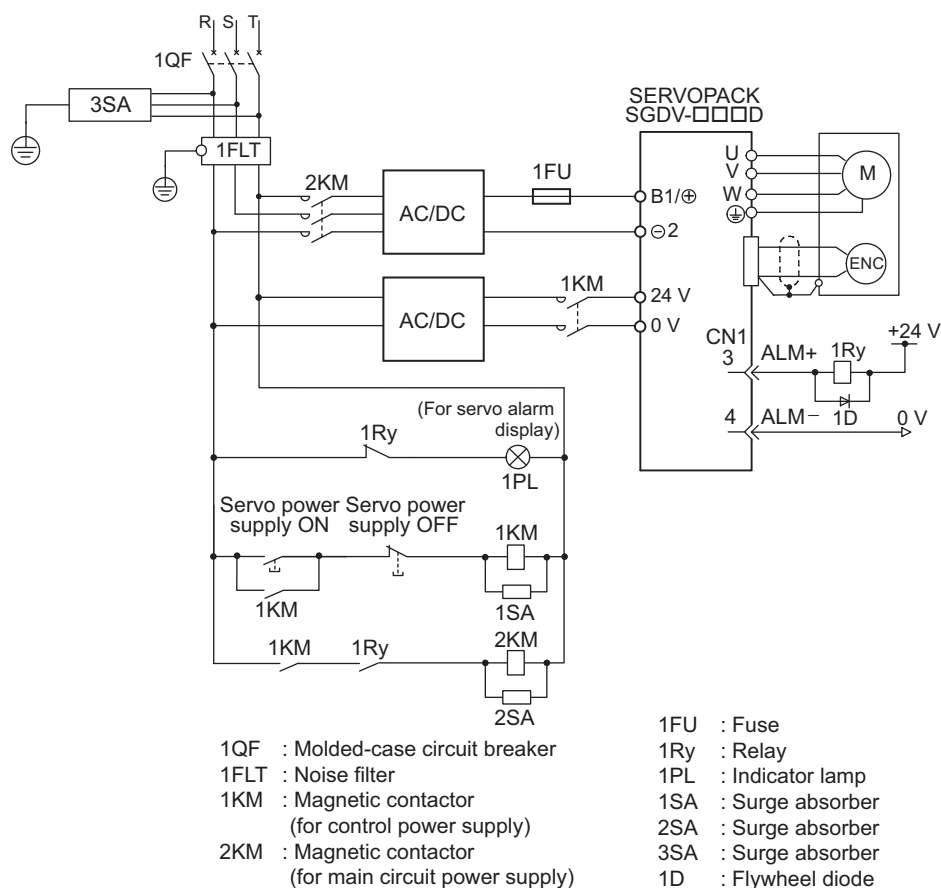 R S T
1QF
3SA
1FLT
SERVOPACK
SGDV-□□□D
2KM
AC/DC
1FU
B1/⊕
⊖2
U
V
W
M
ENC
AC/DC
1KM
24 V
0 V
CN1
3
ALM+
1Ry
+24 V
1D
4
ALM−
0 V
(For servo alarm
display)
1Ry
1PL
Servo power
supply ON
Servo power
supply OFF
1KM
1KM
1SA
1KM
1Ry
2KM
2SA
1QF : Molded-case circuit breaker
1FLT : Noise filter
1KM : Magnetic contactor
(for control power supply)
2KM : Magnetic contactor
(for main circuit power supply)
1FU : Fuse
1Ry : Relay
1PL : Indicator lamp
1SA : Surge absorber
2SA : Surge absorber
3SA : Surge absorber
1D : Flywheel diode